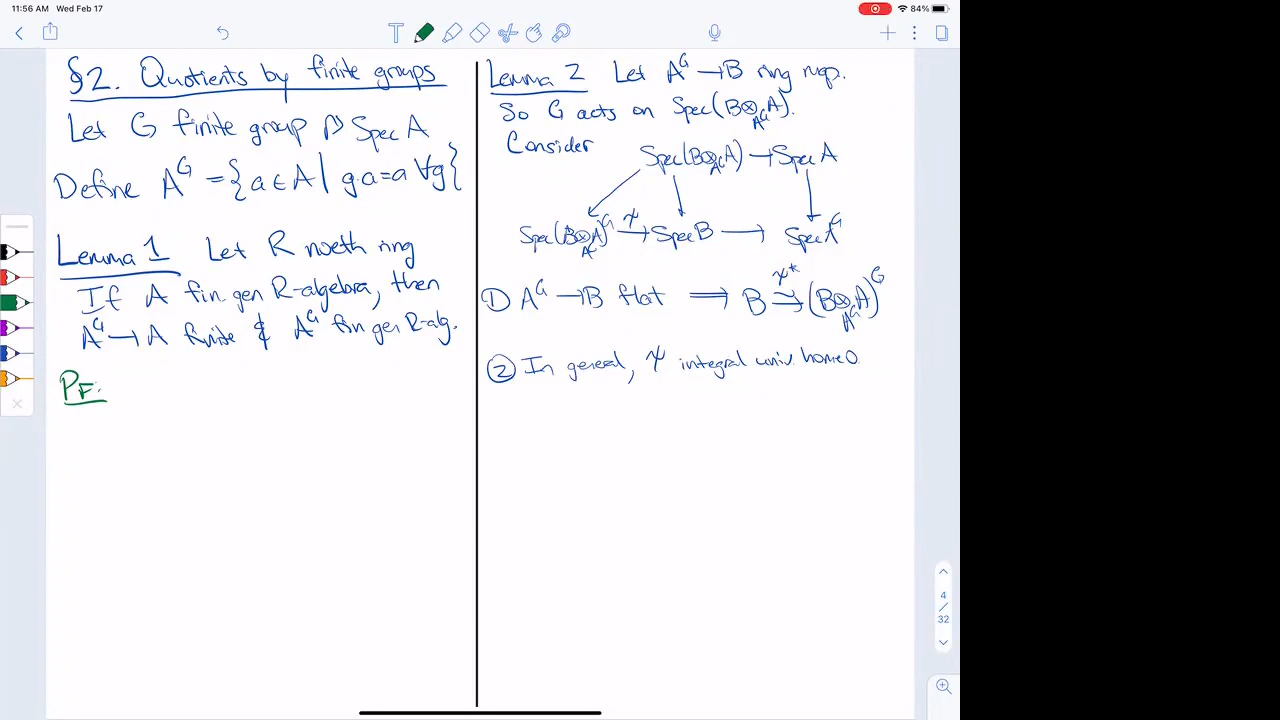 11:56 AM Wed Feb 17
84%
§2. Quotients by finite groups
Let G finite group ↷ Spec A
Define A^G = {a ∈ A | g·a = a ∀g}
Lemma 1 Let R noeth ring
If A fin. gen R-algebra, then
A^G → A finite & A^G fin gen R-alg.
PF:
Lemma 2 Let A^G → B ring map.
So G acts on Spec(B⊗_{A^G} A).
Consider
Spec(B⊗_{A^G} A) → Spec A
Spec(B⊗_{A^G} A)^G →^ψ Spec B → Spec A^G
① A^G → B flat ⟹ B →^{ψ*} (B⊗_{A^G} A)^G
② In general, ψ integral univ. homeo.
4
/
32